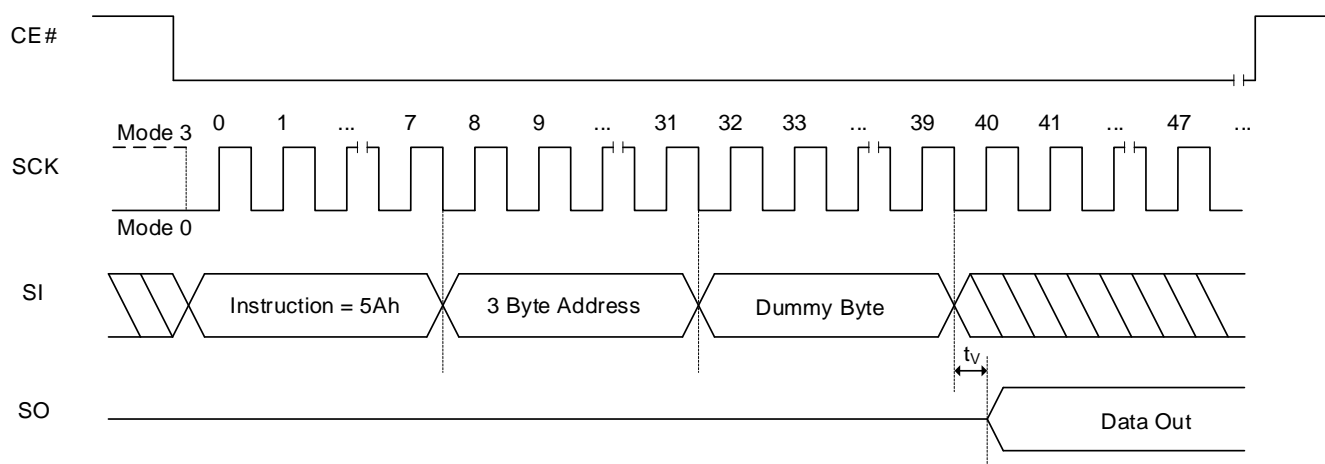 CE#
Mode 3 0 1 ... 7 8 9 ... 31 32 33 ... 39 40 41 ... 47 ...
SCK
Mode 0
SI Instruction = 5Ah 3 Byte Address Dummy Byte
tV
SO Data Out